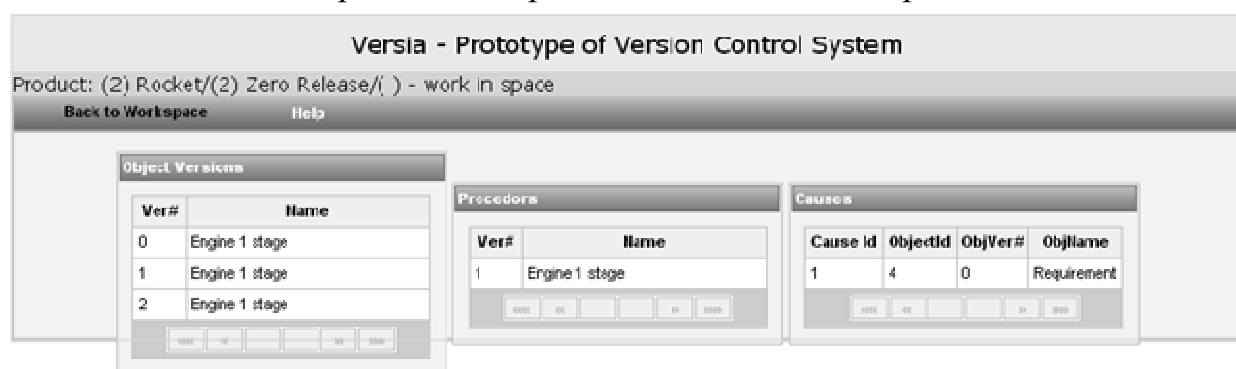 Versia - Prototype of Version Control System
Product: (2) Rocket/(2) Zero Release/( ) - work in space
Back to Workspace Help
Object Versions
Precedors Causes
Ver# Name
Ver# Name Cause Id ObjectId ObjVer# ObjName
0 Engine 1 stage
1 Engine 1 stage 1 4 0 Requirement
1 Engine 1 stage
2 Engine 1 stage